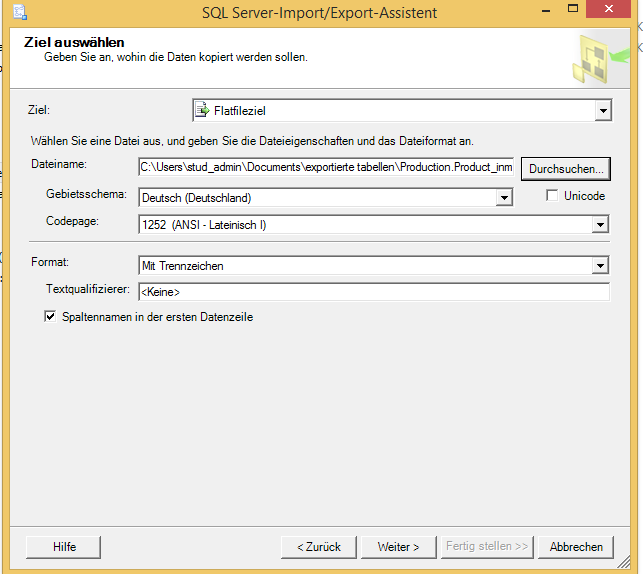 SQL Server-Import/Export-Assistent
Ziel auswählen
Geben Sie an, wohin die Daten kopiert werden sollen.
Ziel: Flatfileziel
Wählen Sie eine Datei aus, und geben Sie die Dateieigenschaften und das Dateiformat an.
Dateiname: C:\Users\stud_admin\Documents\exportierte tabellen\Production.Product_inm Durchsuchen...
Gebietsschema: Deutsch (Deutschland) Unicode
Codepage: 1252 (ANSI - Lateinisch I)
Format: Mit Trennzeichen
Textqualifizierer: <Keine>
Spaltennamen in der ersten Datenzeile
Hilfe < Zurück Weiter > Fertig stellen >> Abbrechen